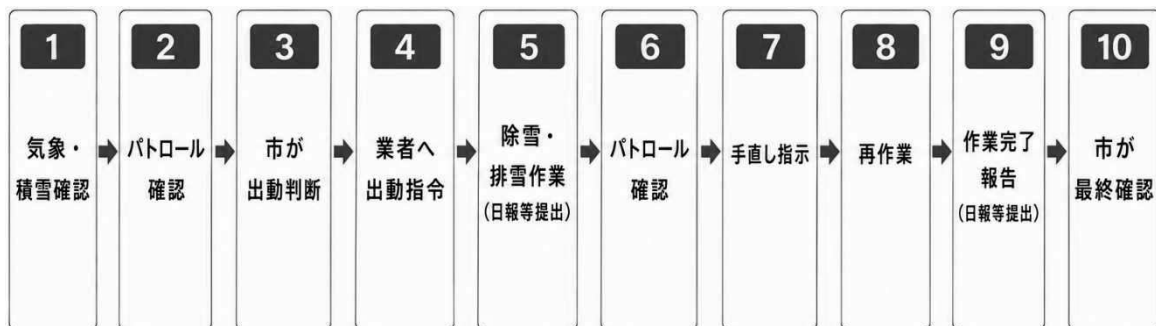 1
気象・
積雪確認
2
パトロール
確認
3
市が
出動判断
4
業者へ
出動指令
5
除雪・
排雪作業
(日報等提出)
6
パトロール
確認
7
手直し指示
8
再作業
9
作業完了
報告
(日報等提出)
10
市が
最終確認